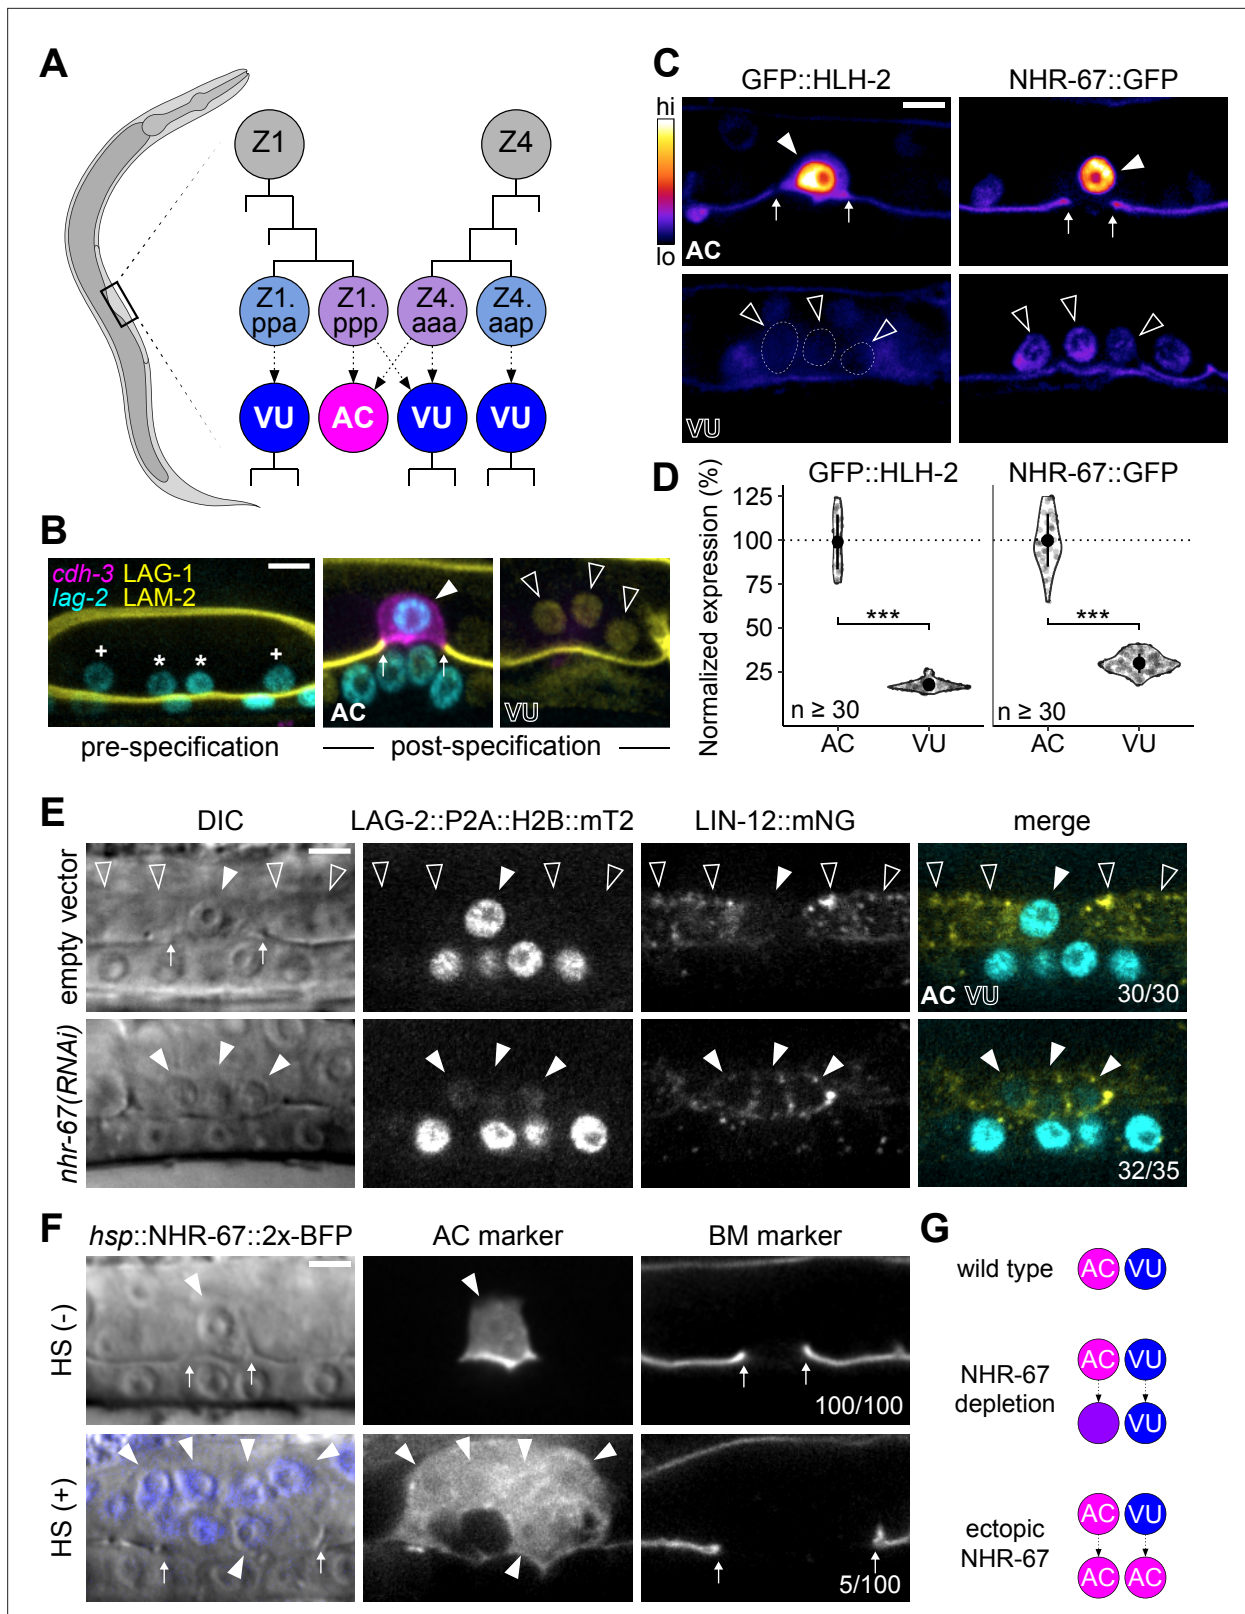 A
Z1
Z4
Z1.
ppa
Z1.
ppp
Z4.
aaa
Z4.
aap
VU
AC
VU
VU
B
cdh-3 LAG-1
lag-2 LAM-2
+
*
*
+
AC
VU
pre-specification
post-specification
C
GFP::HLH-2
NHR-67::GFP
hi
lo
AC
VU
D
GFP::HLH-2
NHR-67::GFP
Normalized expression (%)
125
100
75
50
25
***
***
n ≥ 30
n ≥ 30
AC
VU
AC
VU
E
DIC
LAG-2::P2A::H2B::mT2
LIN-12::mNG
merge
empty vector
AC VU
30/30
nhr-67(RNAi)
32/35
F
hsp::NHR-67::2x-BFP
AC marker
BM marker
HS (-)
100/100
HS (+)
5/100
G
wild type
AC
VU
NHR-67
depletion
AC
VU
VU
ectopic
NHR-67
AC
VU
AC
AC